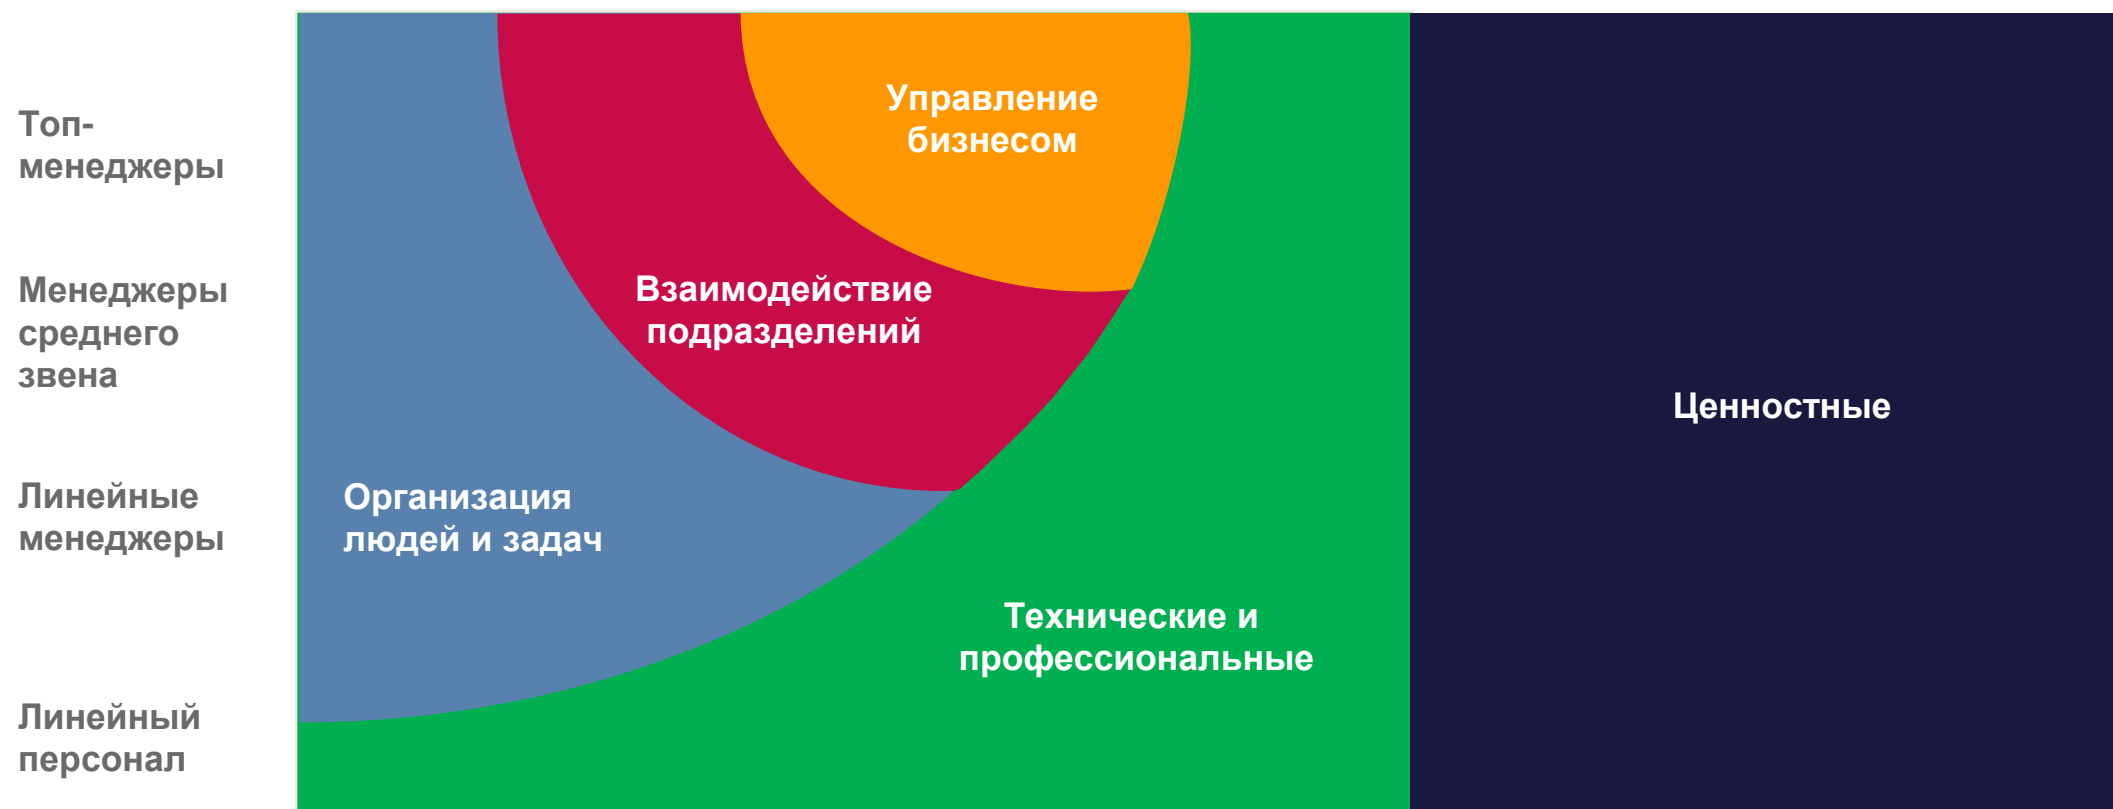 Топ-
менеджеры
Менеджеры
среднего
звена
Линейные
менеджеры
Линейный
персонал
Управление
бизнесом
Взаимодействие
подразделений
Организация
людей и задач
Технические и
профессиональные
Ценностные